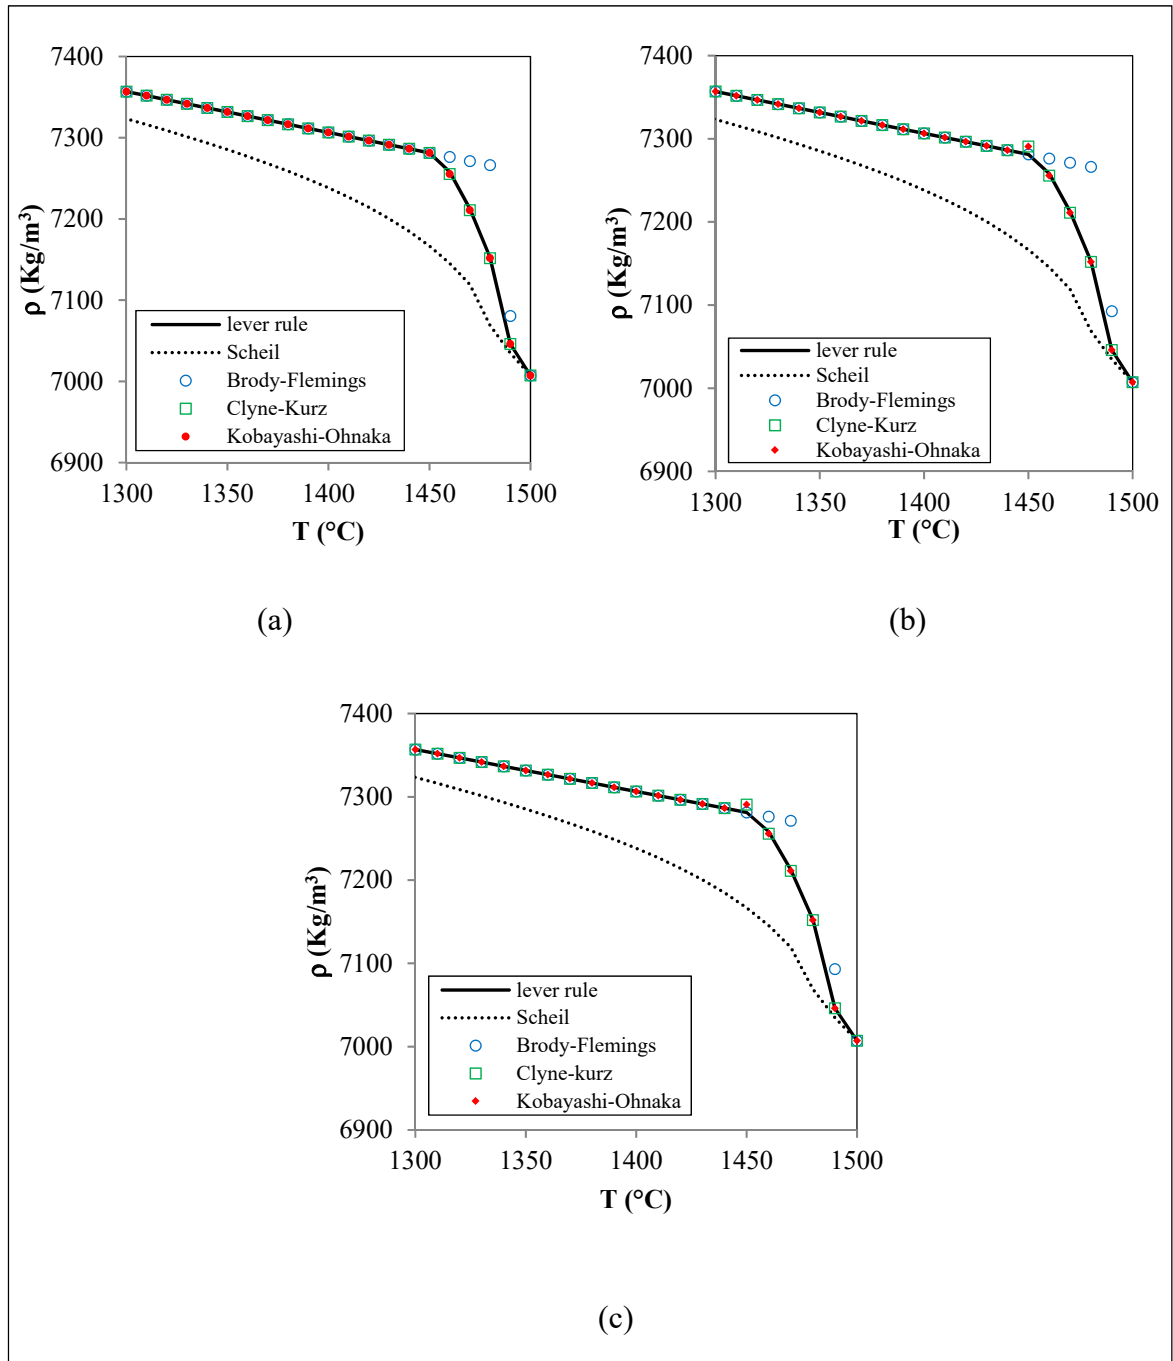 7400
7300
7200
7100
7000
6900
ρ (Kg/m³)
1300 1350 1400 1450 1500
T (°C)
lever rule
Scheil
Brody-Flemings
Clyne-Kurz
Kobayashi-Ohnaka
(a)
7400
7300
7200
7100
7000
6900
ρ (Kg/m³)
1300 1350 1400 1450 1500
T (°C)
lever rule
Scheil
Brody-Flemings
Clyne-Kurz
Kobayashi-Ohnaka
(b)
7400
7300
7200
7100
7000
6900
ρ (Kg/m³)
1300 1350 1400 1450 1500
T (°C)
lever rule
Scheil
Brody-Flemings
Clyne-kurz
Kobayashi-Ohnaka
(c)